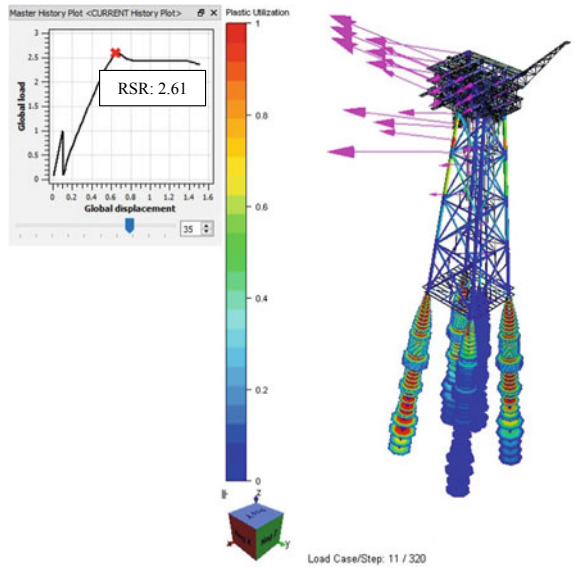 Master History Plot <CURRENT History Plot>
Plastic Utilization
3
2.5
2
1.5
1
0.5
0
Global load
RSR: 2.61
0 0.2 0.4 0.6 0.8 1 1.2 1.4 1.6
Global displacement
35
1
0.8
0.6
0.4
0.2
0
z
x
y
Load Case/Step: 11 / 320